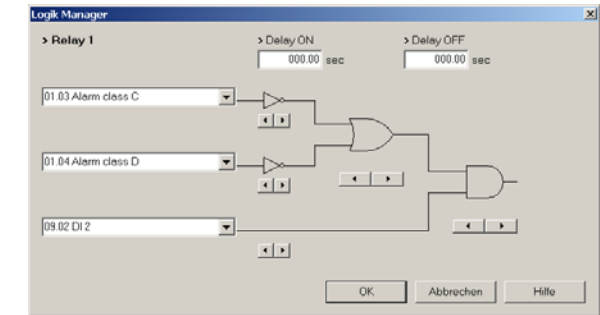 Logik Manager
> Relay 1 > Delay ON > Delay OFF
000.00 sec 000.00 sec
01.03 Alarm class C
01.04 Alarm class D
09.02 DI 2
OK Abbrechen Hilfe